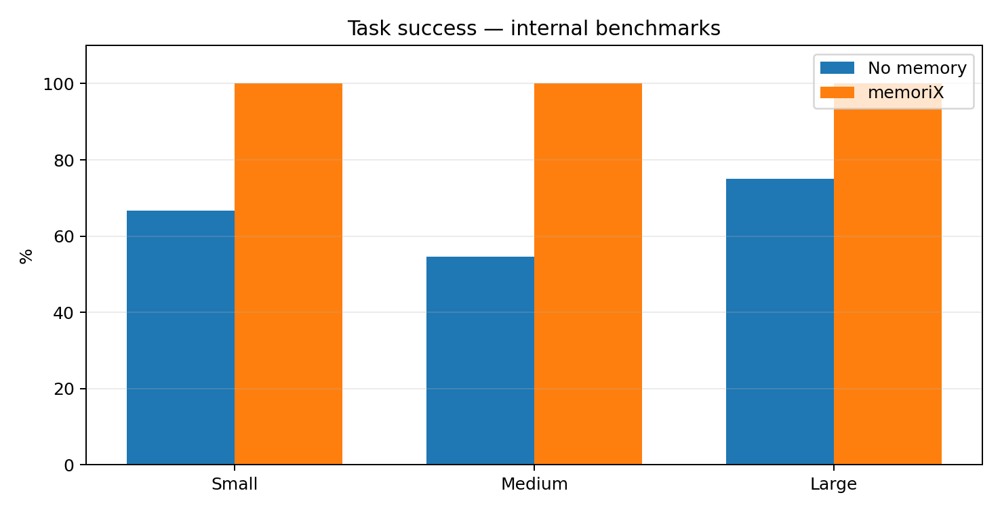 Task success — internal benchmarks
No memory
memoriX
100
80
60
40
20
0
%
Small
Medium
Large